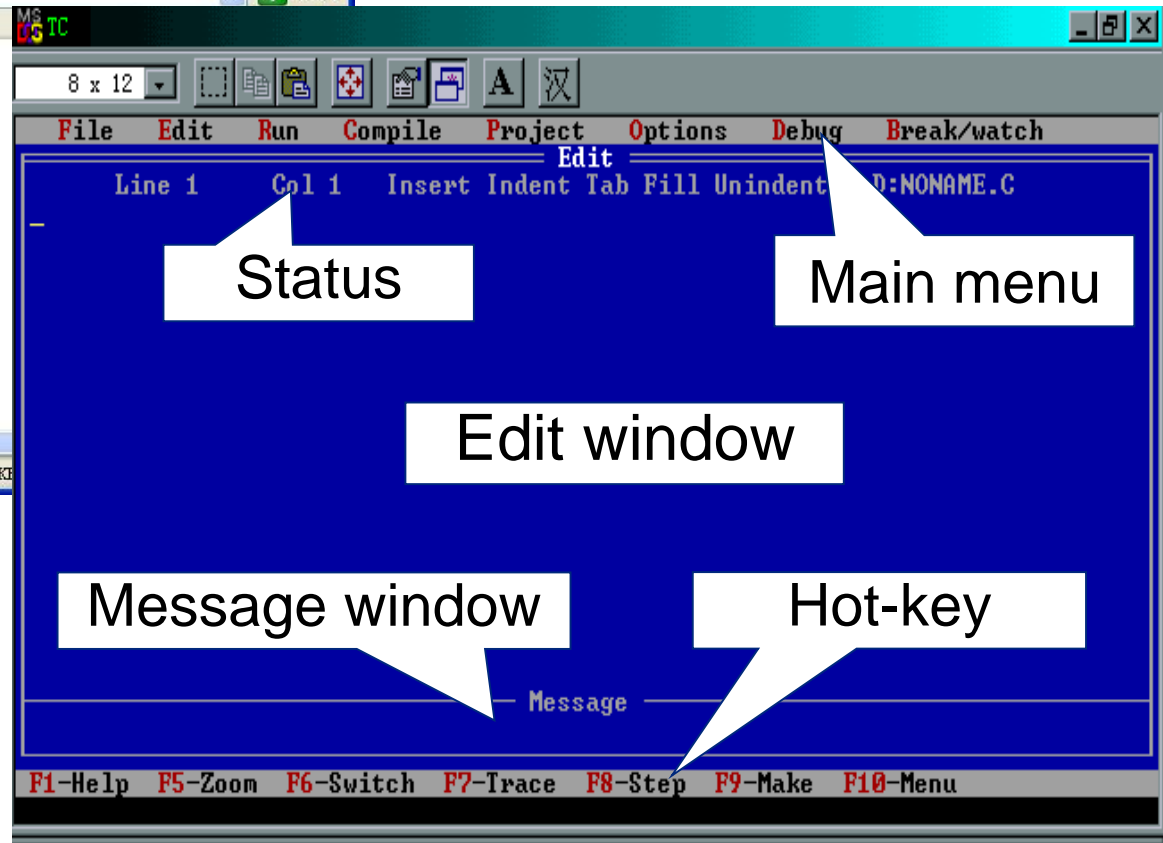 MS DOS TC
8 x 12 A 汉
File Edit Run Compile Project Options Debug Break/watch
Edit
Line 1 Col 1 Insert Indent Tab Fill Unindent D:NONAME.C
Status
Main menu
Edit window
Message window
Hot-key
Message
F1-Help F5-Zoom F6-Switch F7-Trace F8-Step F9-Make F10-Menu